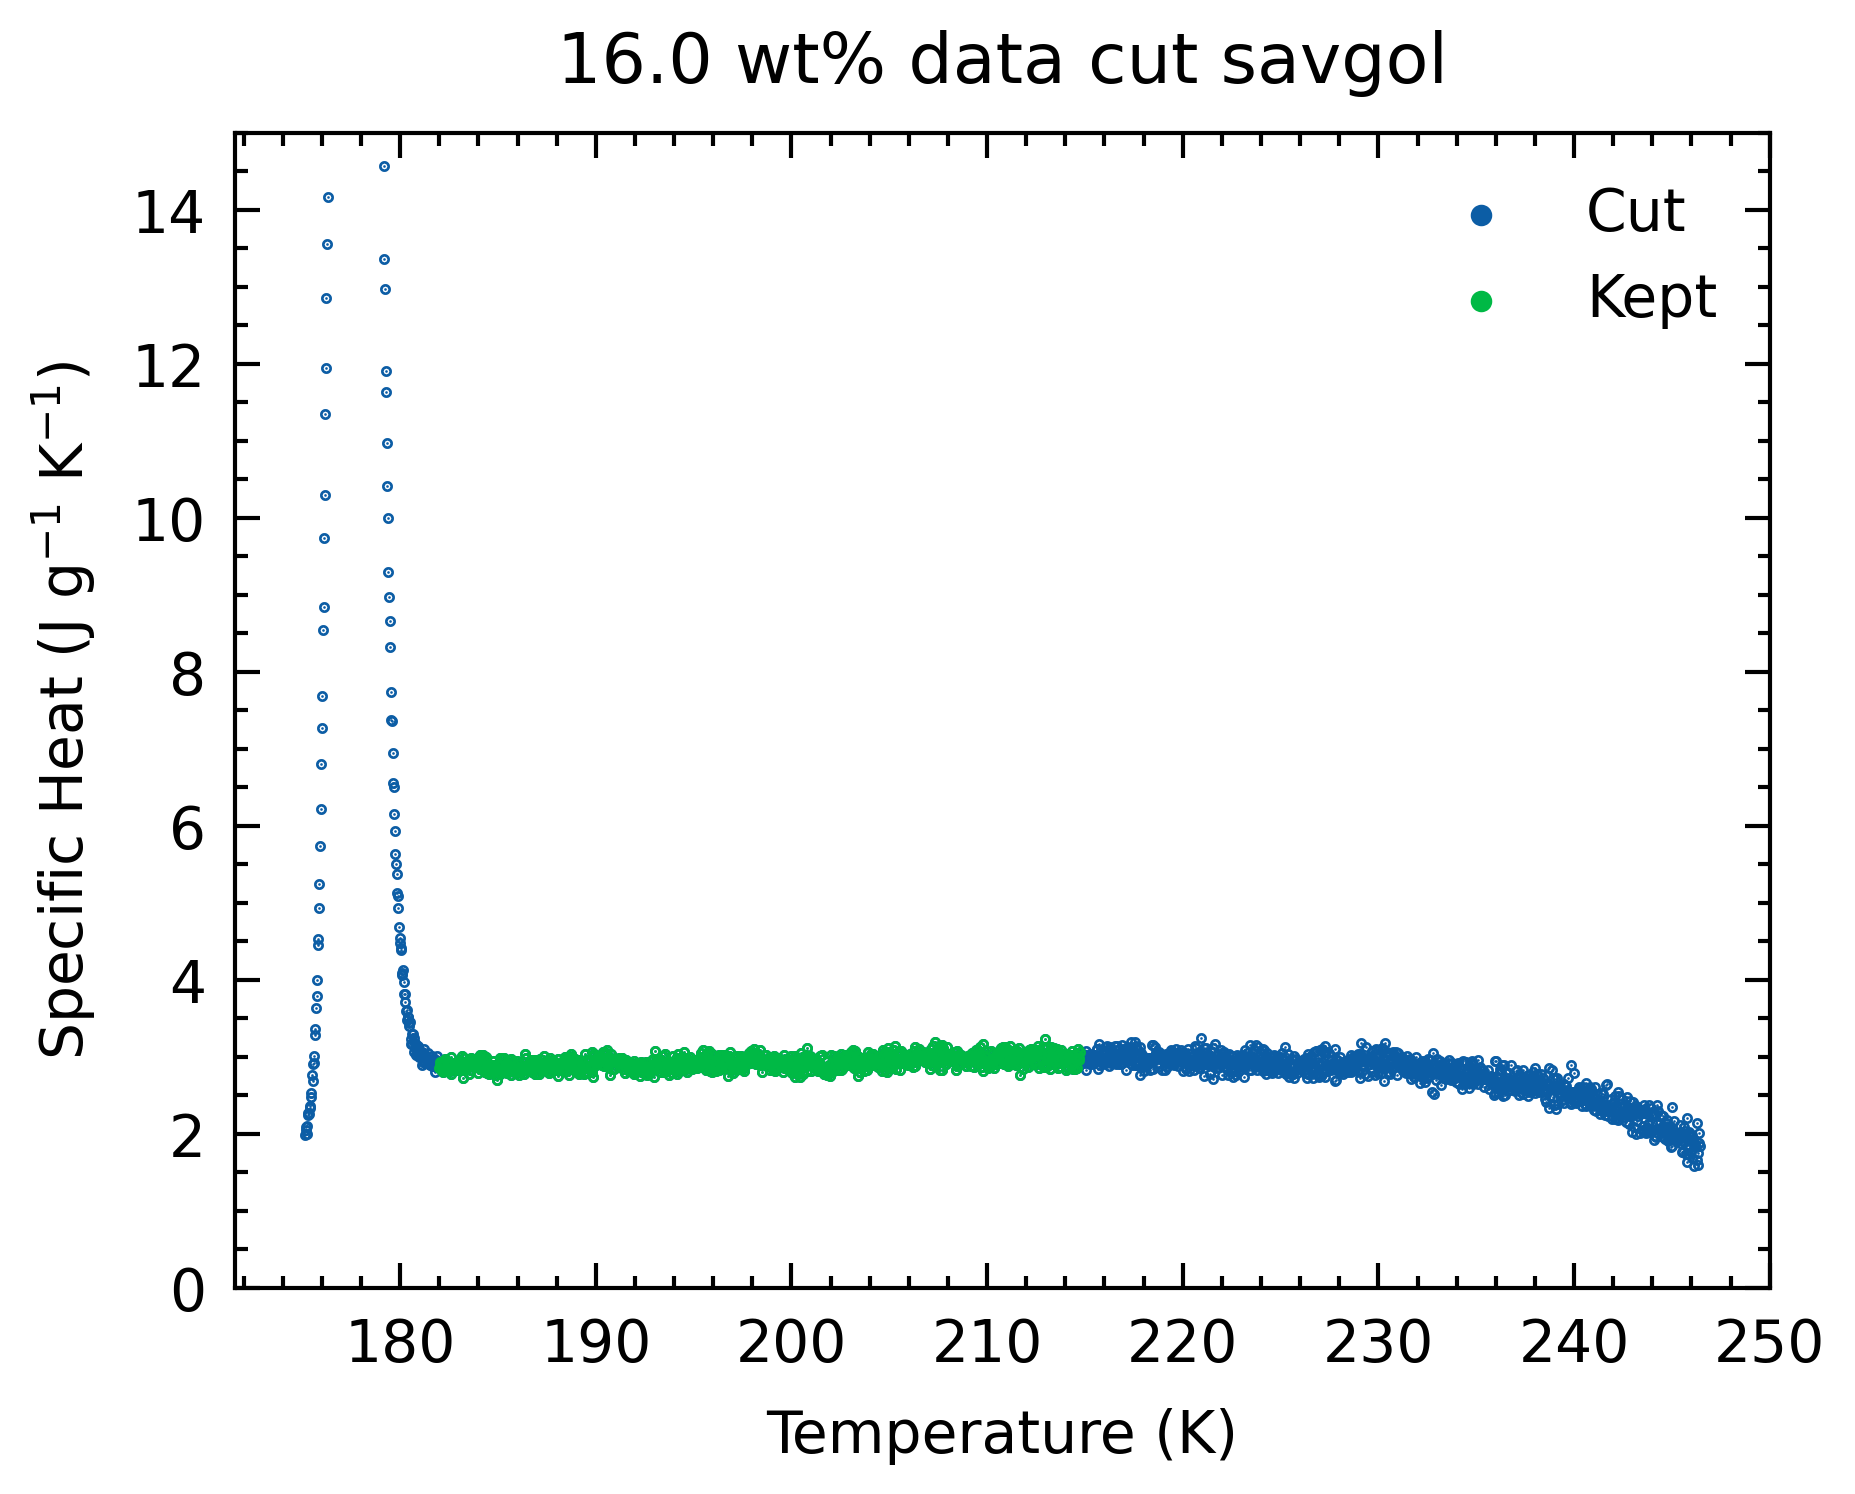 16.0 wt% data cut savgol
Cut
Kept
Specific Heat (J g⁻¹ K⁻¹)
14
12
10
8
6
4
2
0
180 190 200 210 220 230 240 250
Temperature (K)